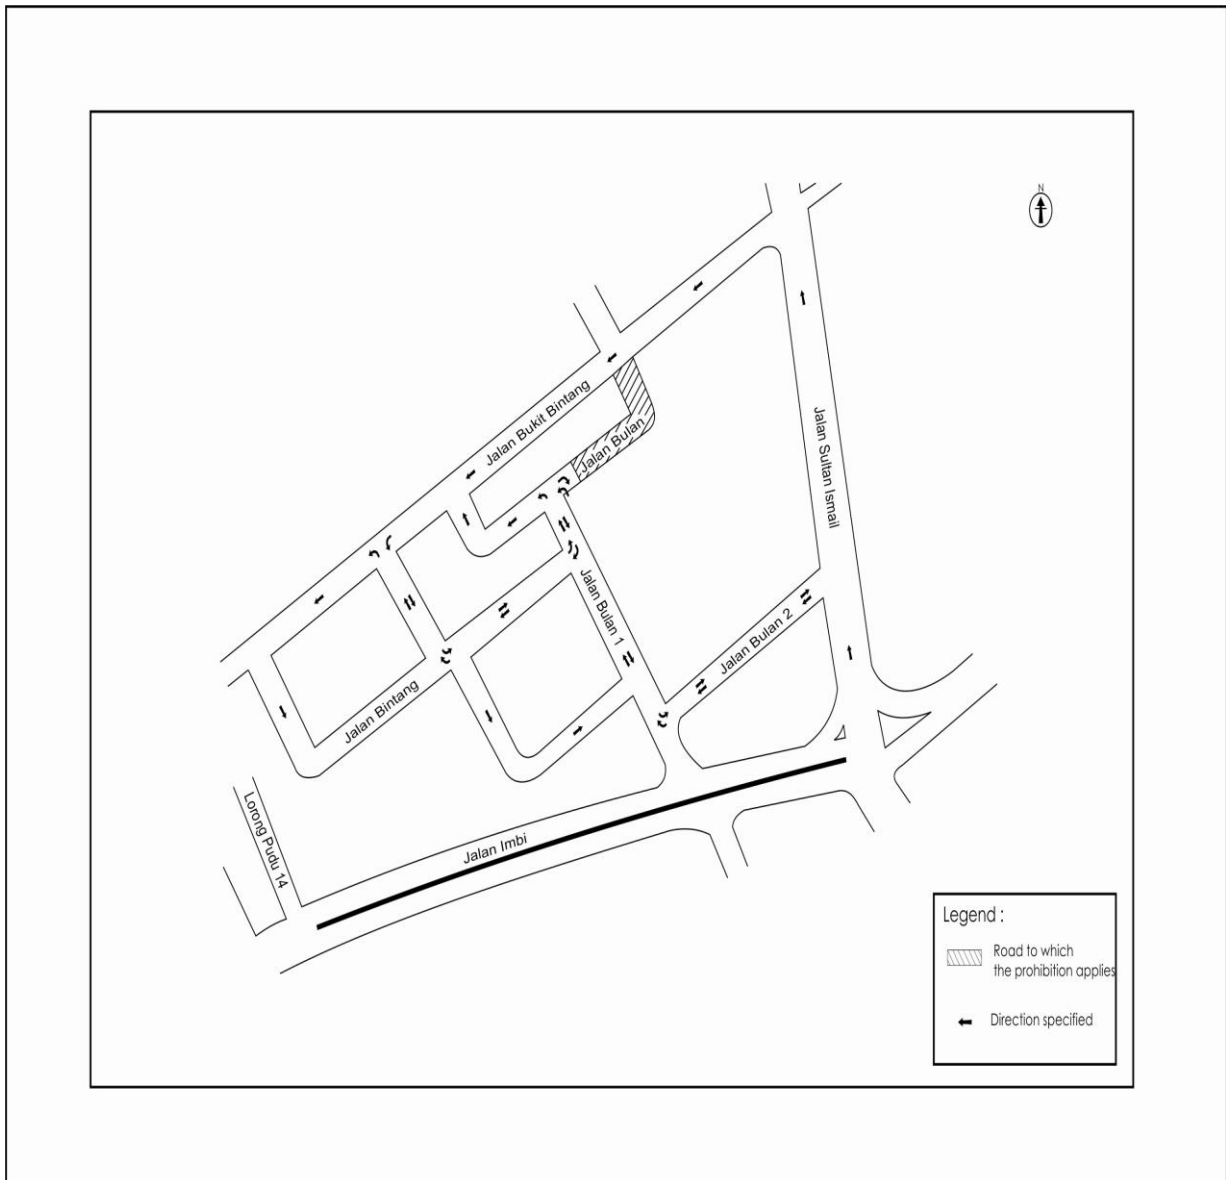 N
Jalan Bukit Bintang
Jalan Bulan
Jalan Sultan Ismail
Jalan Bulan 1
Jalan Bulan 2
Jalan Bintang
Lorong Pudu 14
Jalan Imbi
Legend :
Road to which
the prohibition applies
Direction specified